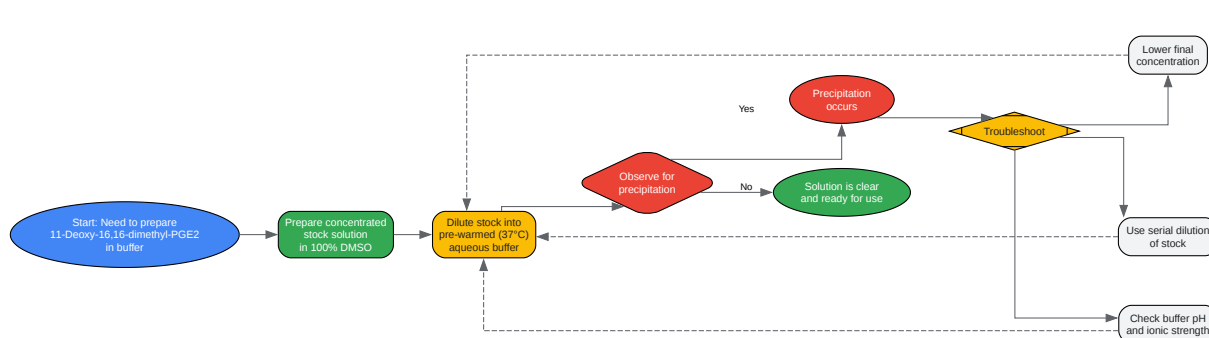 Start: Need to prepare
11-Deoxy-16,16-dimethyl-PGE2
in buffer
Prepare concentrated
stock solution
in 100% DMSO
Dilute stock into
pre-warmed (37°C)
aqueous buffer
Observe for
precipitation
Yes
No
Precipitation
occurs
Solution is clear
and ready for use
Troubleshoot
Lower final
concentration
Use serial dilution
of stock
Check buffer pH
and ionic strength